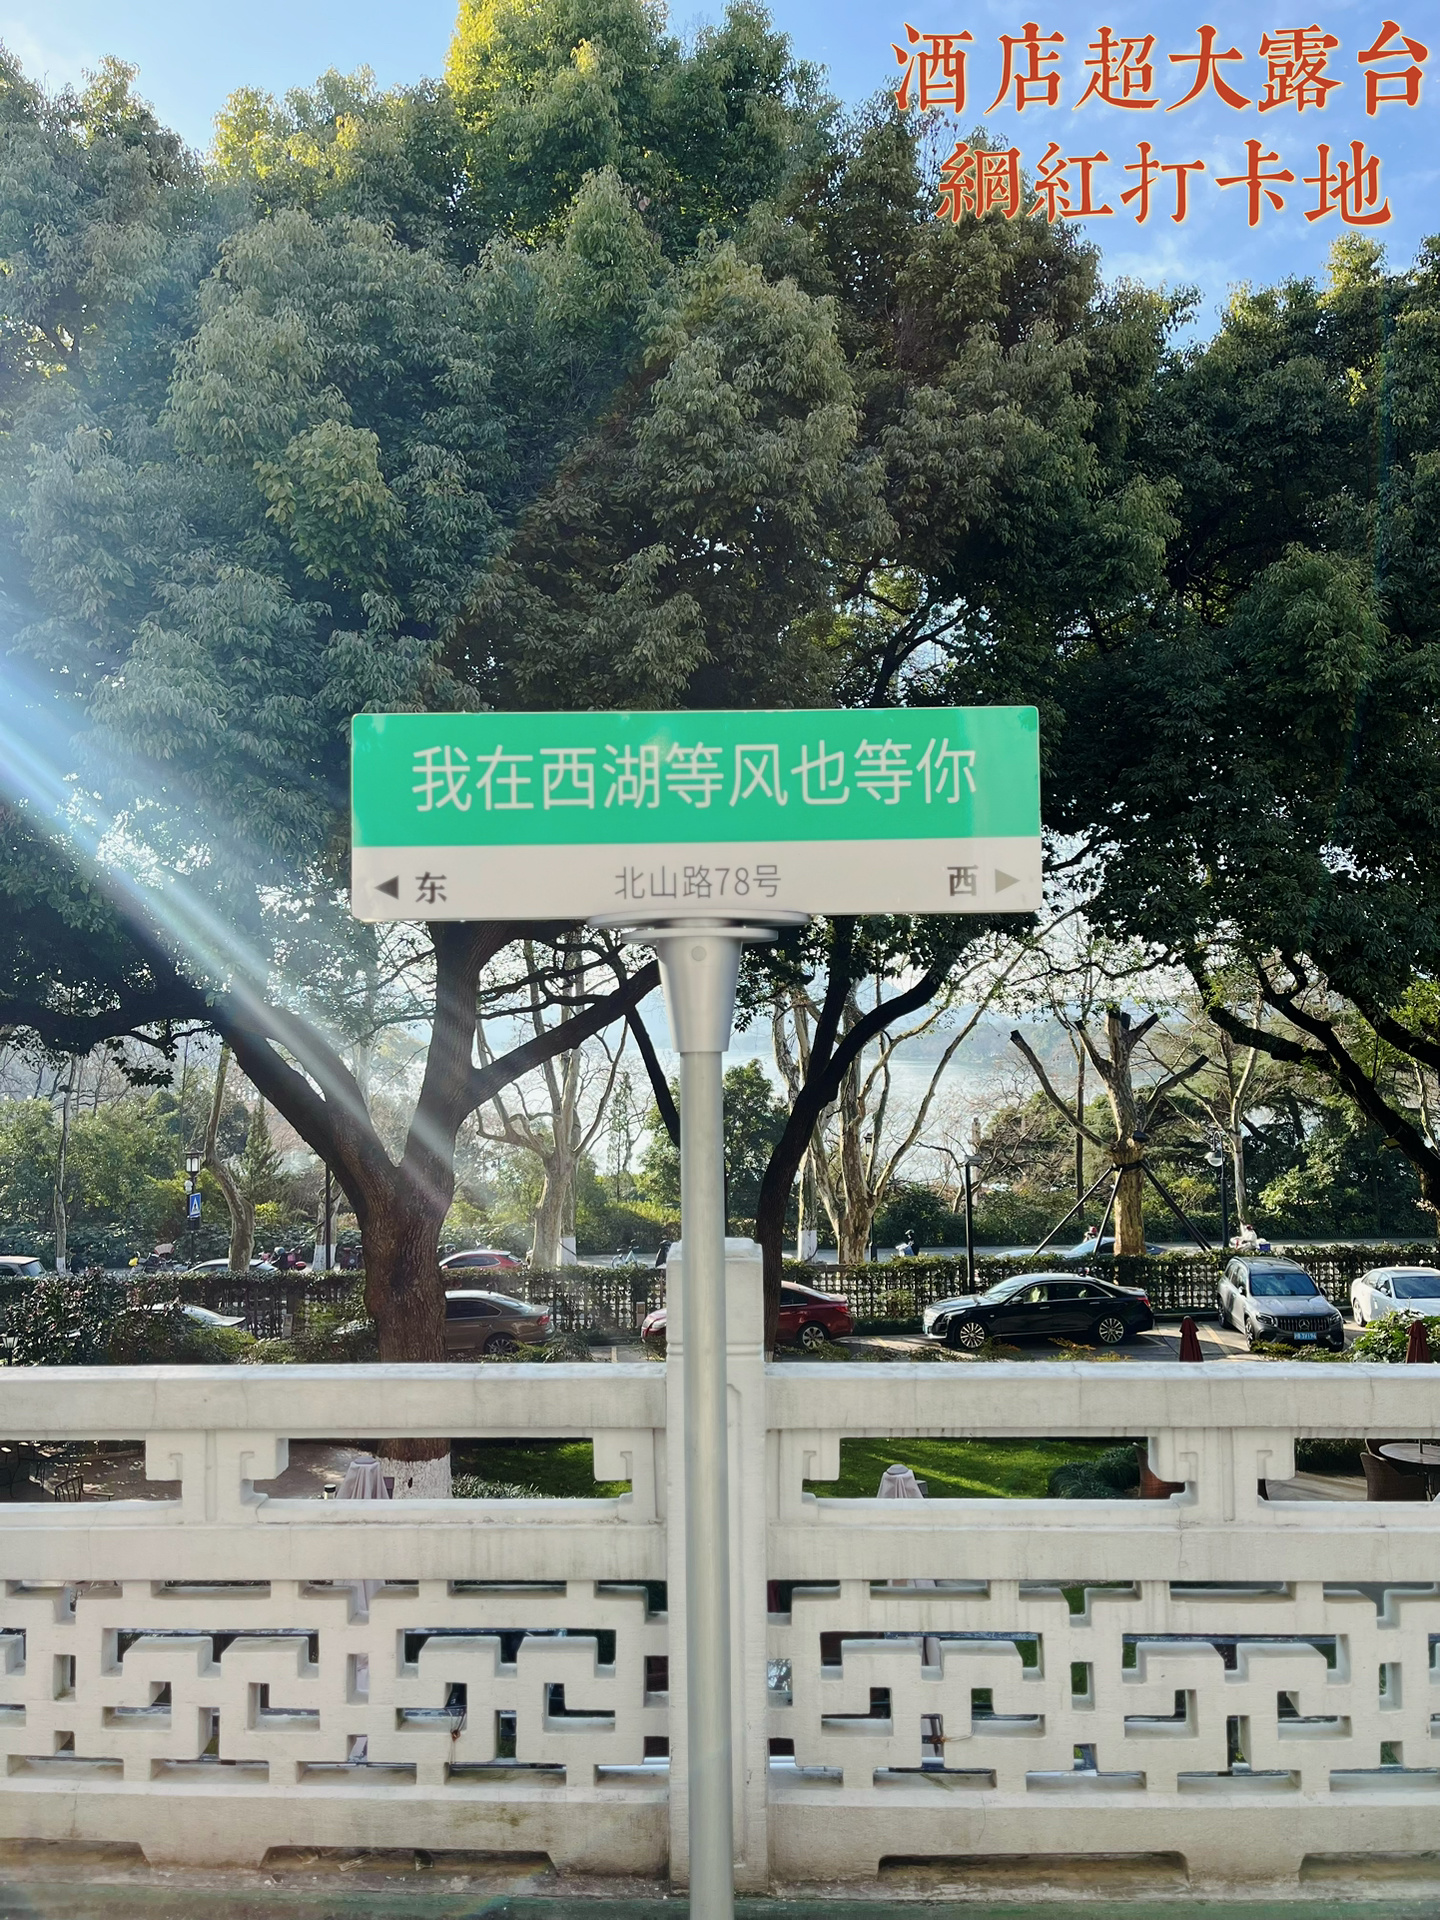 酒店超大露台
網紅打卡地
我在西湖等风也等你
◀ 东 北山路78号 西 ▶